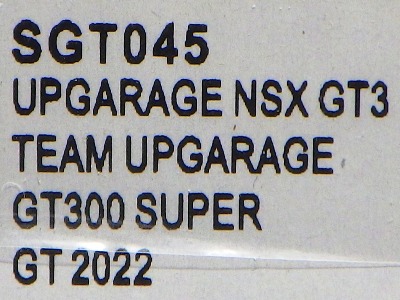 SGT045
UPGARAGE NSX GT3
TEAM UPGARAGE
GT300 SUPER
GT 2022